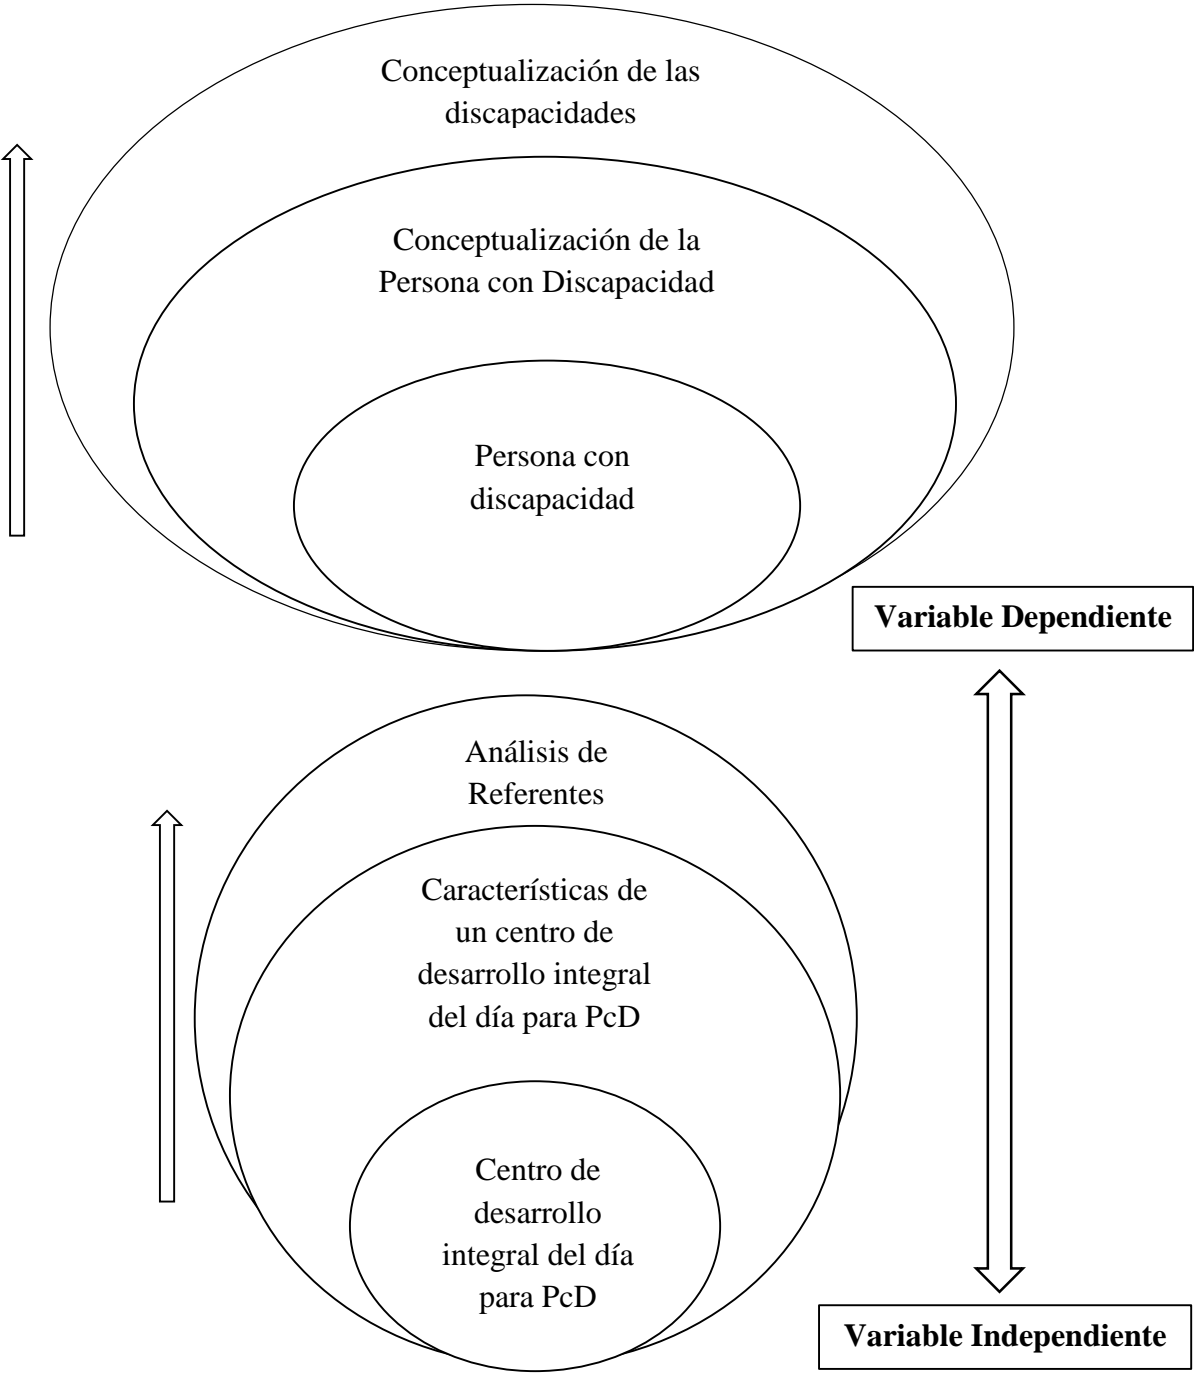 Conceptualización de las
discapacidades
Conceptualización de la
Persona con Discapacidad
Persona con
discapacidad
Variable Dependiente
Análisis de
Referentes
Característificas de
un centro de
desarrollo integral
del día para PcD
Centro de
desarrollo
integral del día
para PcD
Variable Independiente